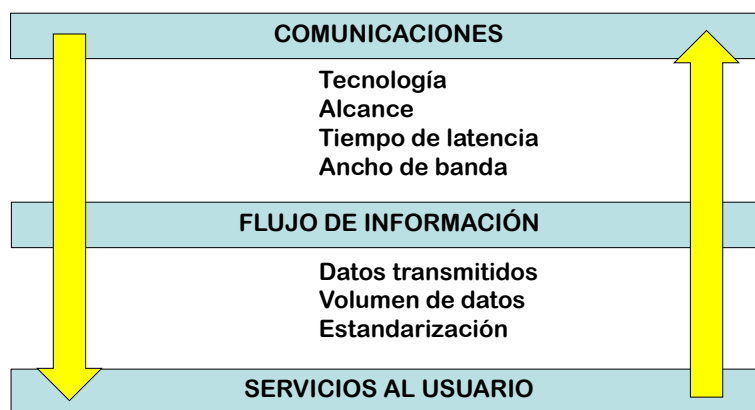 COMUNICACIONES
Tecnología
Alcance
Tiempo de latencia
Ancho de banda
FLUJO DE INFORMACIÓN
Datos transmitidos
Volumen de datos
Estandarización
SERVICIOS AL USUARIO